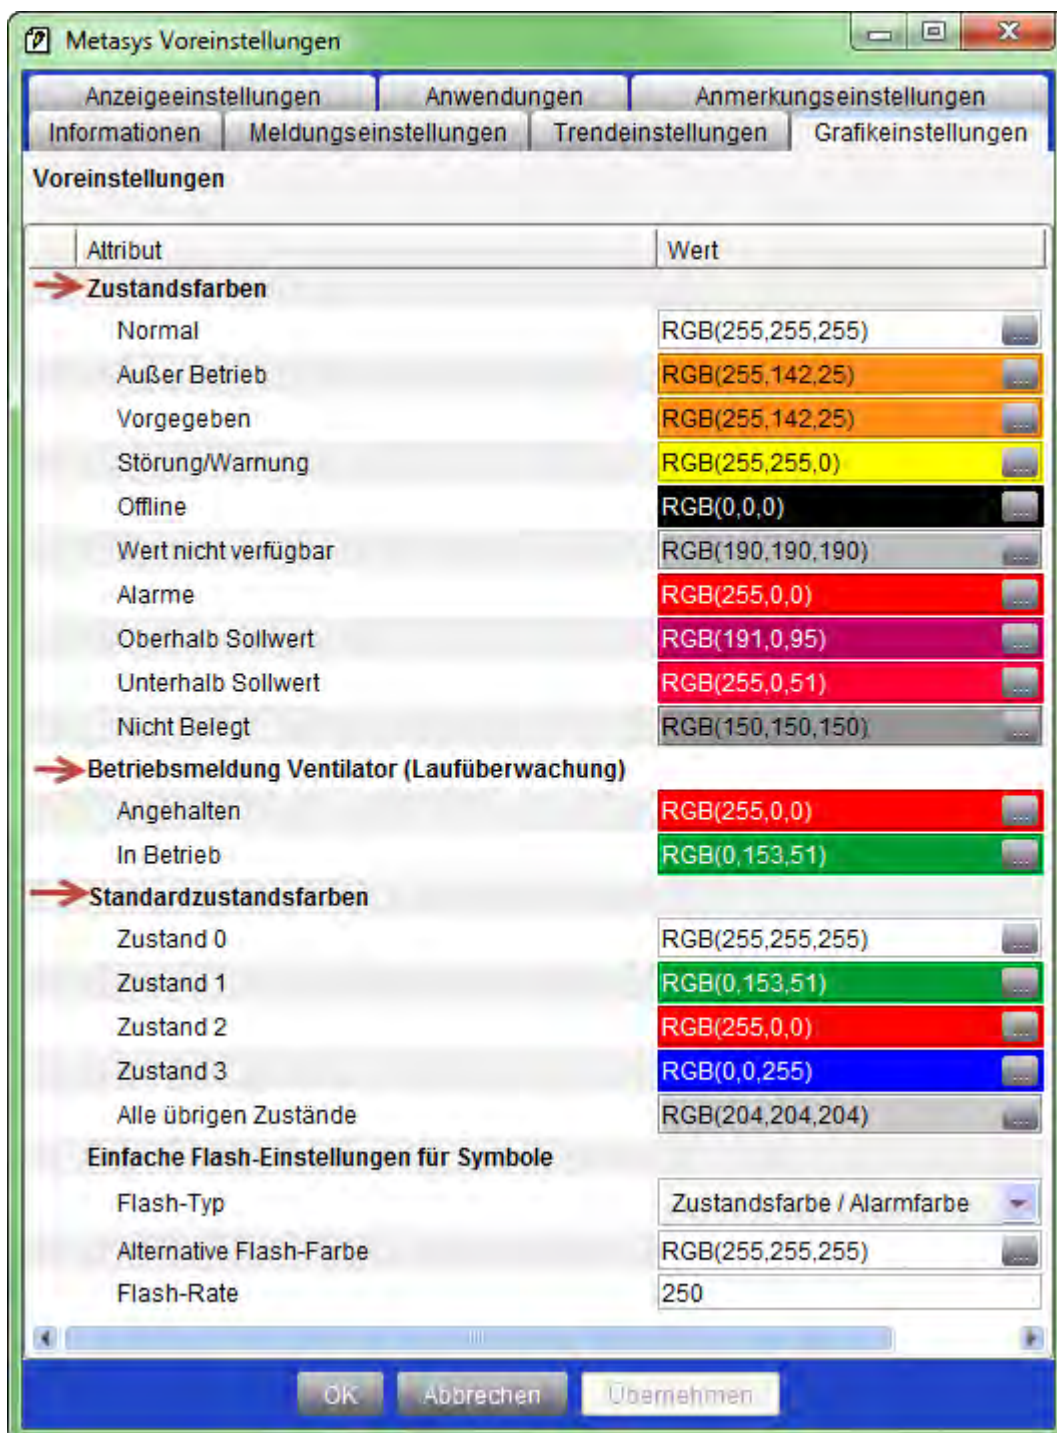 Metasys Voreinstellungen
Anzeigeeinstellungen Anwendungen Anmerkungseinstellungen
Informationen Meldungseinstellungen Trendeinstellungen Grafikeinstellungen
Voreinstellungen
Attribut Wert
Zustandsfarben
Normal RGB(255,255,255) ...
Außer Betrieb RGB(255,142,25) ...
Vorgegeben RGB(255,142,25) ...
Störung/Warnung RGB(255,255,0) ...
Offline RGB(0,0,0) ...
Wert nicht verfügbar RGB(190,190,190) ...
Alarme RGB(255,0,0) ...
Oberhalb Sollwert RGB(191,0,95) ...
Unterhalb Sollwert RGB(255,0,51) ...
Nicht Belegt RGB(150,150,150) ...
Betriebsmeldung Ventilator (Laufüberwachung)
Angehalten RGB(255,0,0) ...
In Betrieb RGB(0,153,51) ...
Standardzustandsfarben
Zustand 0 RGB(255,255,255) ...
Zustand 1 RGB(0,153,51) ...
Zustand 2 RGB(255,0,0) ...
Zustand 3 RGB(0,0,255) ...
Alle übrigen Zustände RGB(204,204,204) ...
Einfache Flash-Einstellungen für Symbole
Flash-Typ Zustandsfarbe / Alarmfarbe
Alternative Flash-Farbe RGB(255,255,255) ...
Flash-Rate 250
OK Abbrechen Übernehmen